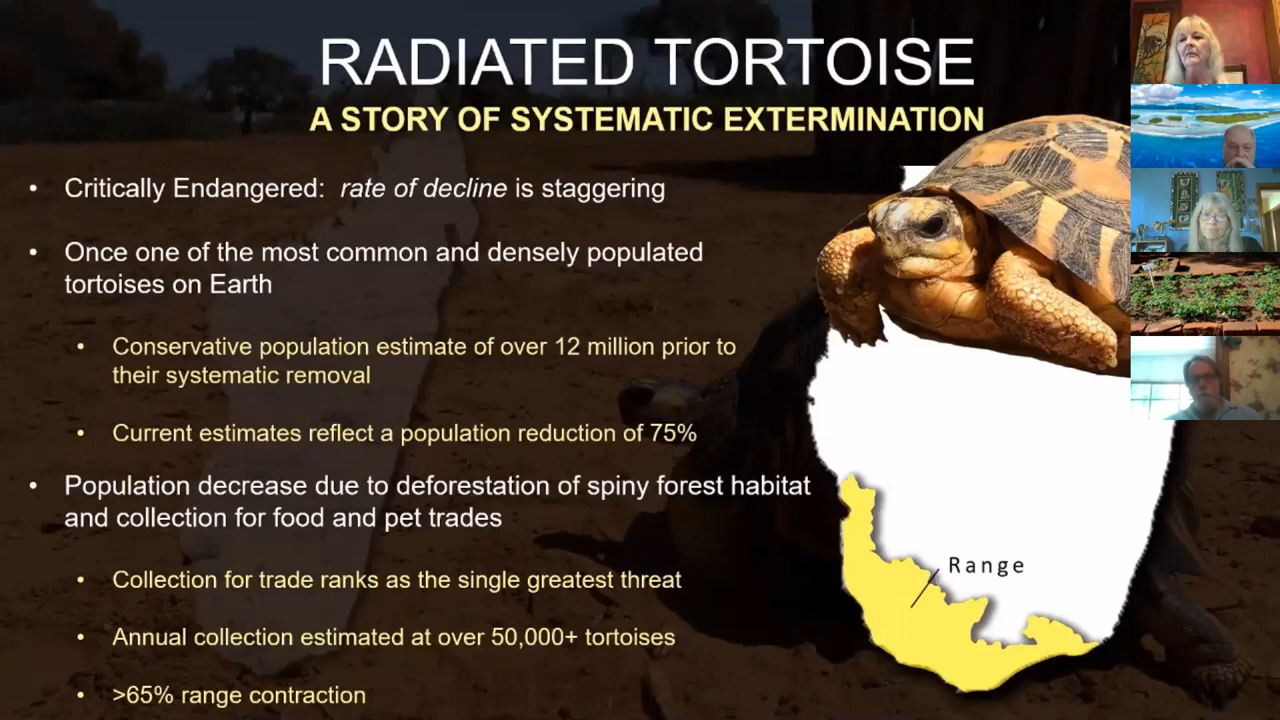 RADIATED TORTOISE
A STORY OF SYSTEMATIC EXTERMINATION
• Critically Endangered: rate of decline is staggering
• Once one of the most common and densely populated
tortoises on Earth
• Conservative population estimate of over 12 million prior to
their systematic removal
• Current estimates reflect a population reduction of 75%
• Population decrease due to deforestation of spiny forest habitat
and collection for food and pet trades
• Collection for trade ranks as the single greatest threat
• Annual collection estimated at over 50,000+ tortoises
• >65% range contraction
Range